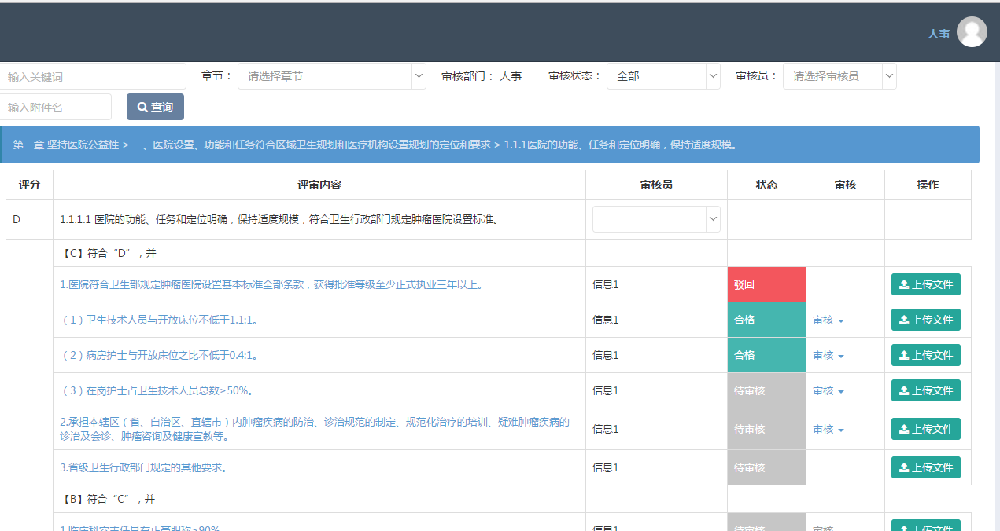 人事
输入关键词 章节： 请选择章节 审核部门： 人事 审核状态： 全部 审核员： 请选择审核员
输入附件名 查询
第一章 坚持医院公益性 > 一、医院设置、功能和任务符合区域卫生规划和医疗机构设置规划的定位和要求 > 1.1.1医院的功能、任务和定位明确，保持适度规模。
评分 评审内容 审核员 状态 审核 操作
D 1.1.1.1 医院的功能、任务和定位明确，保持适度规模，符合卫生行政部门规定肿瘤医院设置标准。
【C】符合“D”，并
1.医院符合卫生部规定肿瘤医院设置基本标准全部条款，获得批准等级至少正式执业三年以上。 信息1 驳回 上传文件
（1）卫生技术人员与开放床位不低于1.1:1。 信息1 合格 审核 上传文件
（2）病房护士与开放床位之比不低于0.4:1。 信息1 合格 审核 上传文件
（3）在岗护士占卫生技术人员总数≥50%。 信息1 待审核 审核 上传文件
2.承担本辖区（省、自治区、直辖市）内肿瘤疾病的防治、诊治规范的制定、规范化治疗的培训、疑难肿瘤疾病的
诊治及会诊、肿瘤咨询及健康宣教等。 信息1 待审核 审核 上传文件
3.省级卫生行政部门规定的其他要求。 信息1 待审核 上传文件
【B】符合“C”，并
1.临床科室主任具有正高职称≥90% 信息1 待审核 审核 上传文件